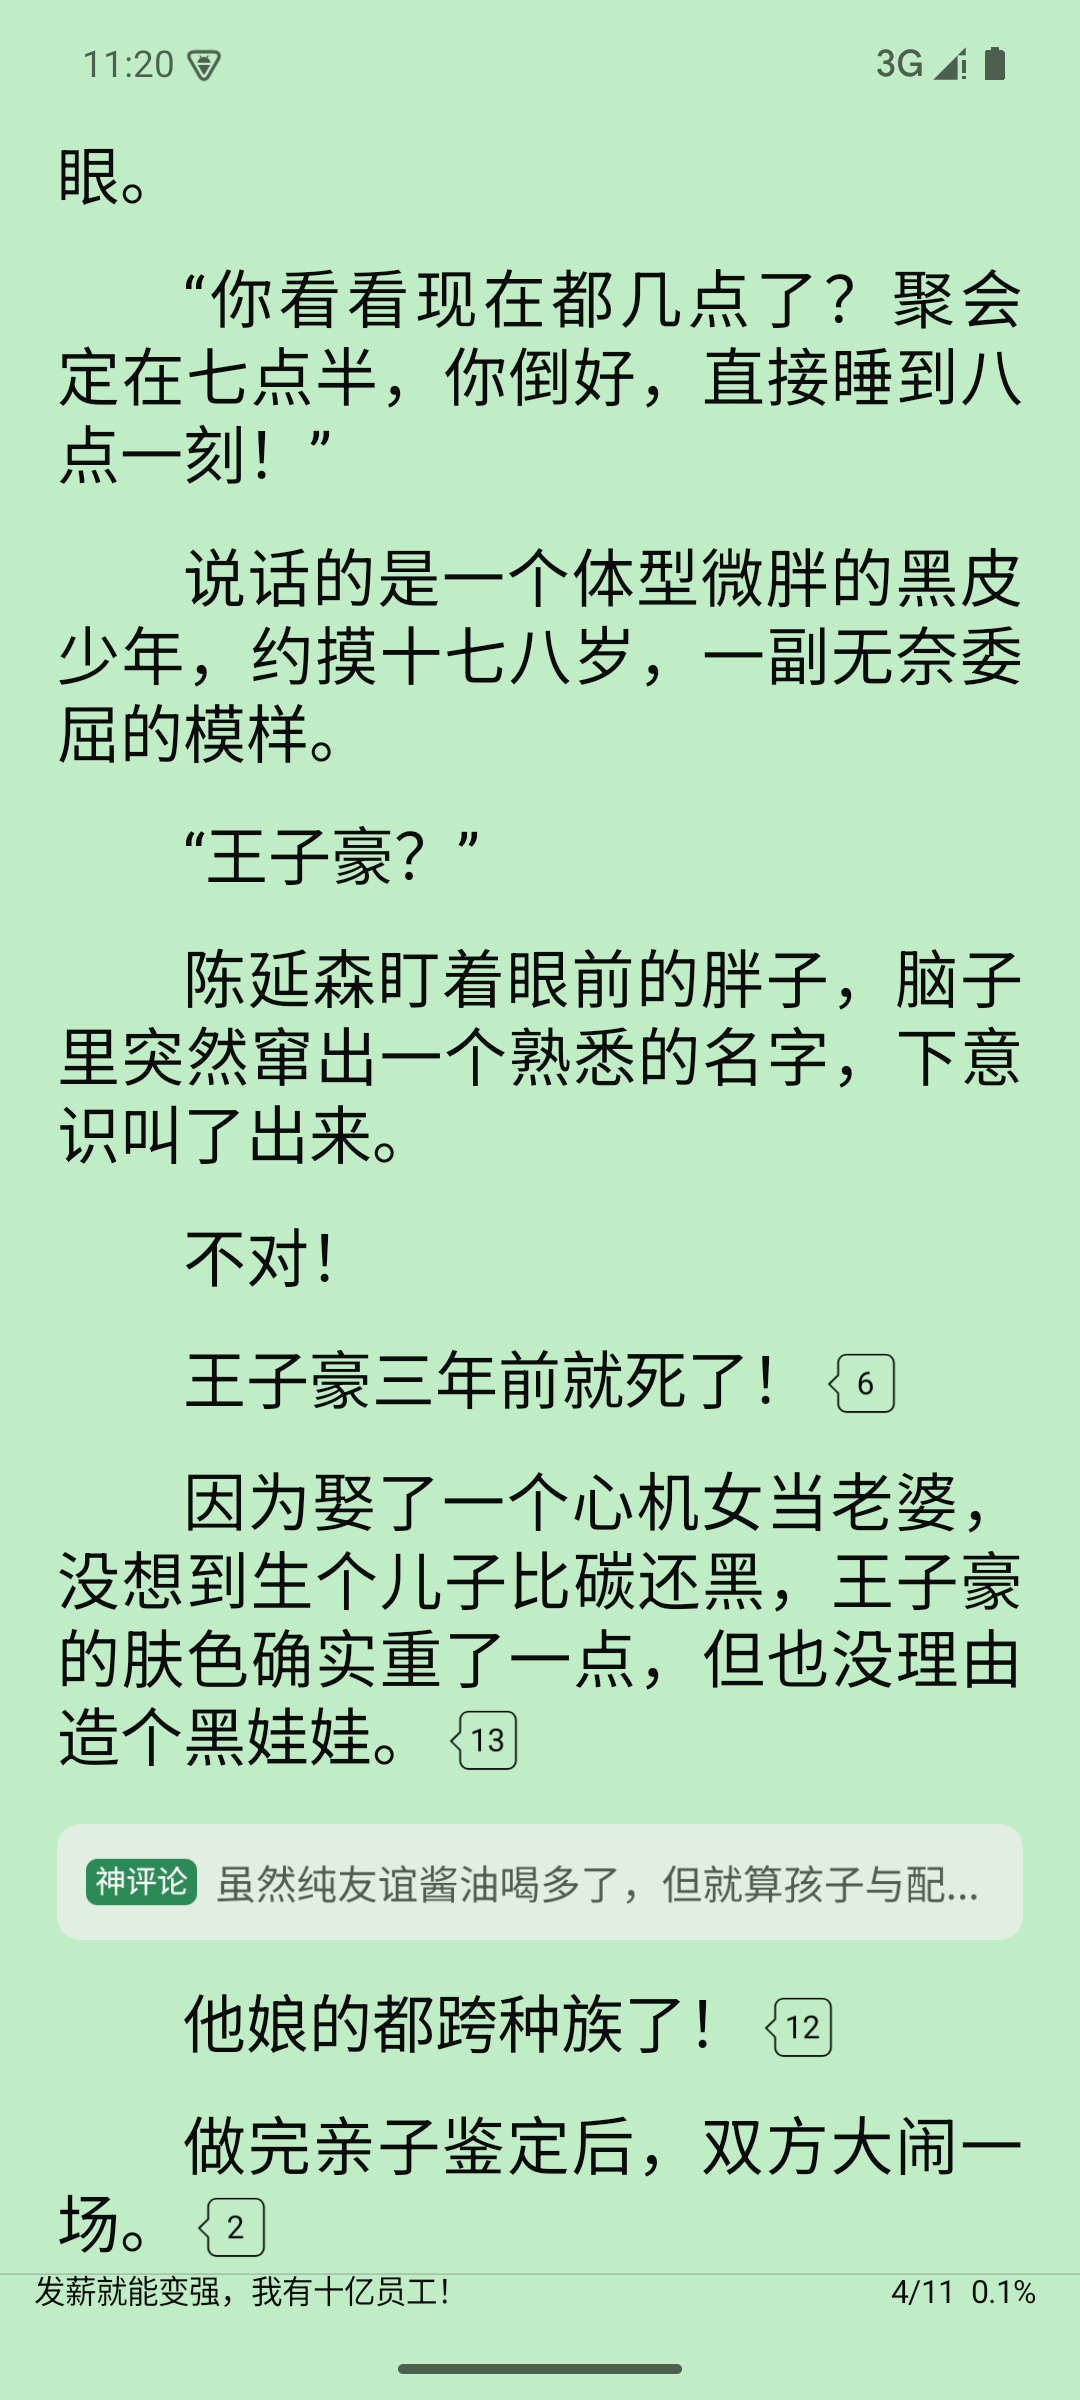 11:20 3G
眼。
“你看看现在都几点了？聚会
定在七点半，你倒好，直接睡到八
点一刻！”
说话的是一个体型微胖的黑皮
少年，约摸十七八岁，一副无奈委
屈的模样。
“王子豪？”
陈延森盯着眼前的胖子，脑子
里突然窜出一个熟悉的名字，下意
识叫了出来。
不对！
王子豪三年前就死了！ 6
因为娶了一个心机女当老婆，
没想到生个儿子比碳还黑，王子豪
的肤色确实重了一点，但也没理由
造个黑娃娃。 13
神评论 虽然纯友谊酱油喝多了，但就算孩子与配...
他娘的都跨种族了！ 12
做完亲子鉴定后，双方大闹一
场。 2
发薪就能变强，我有十亿员工！ 4/11 0.1%